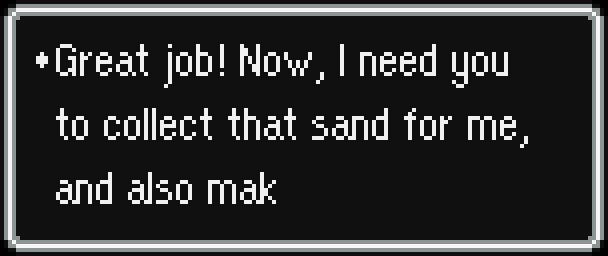 •Great job! Now, I need you
to collect that sand for me,
and also mak